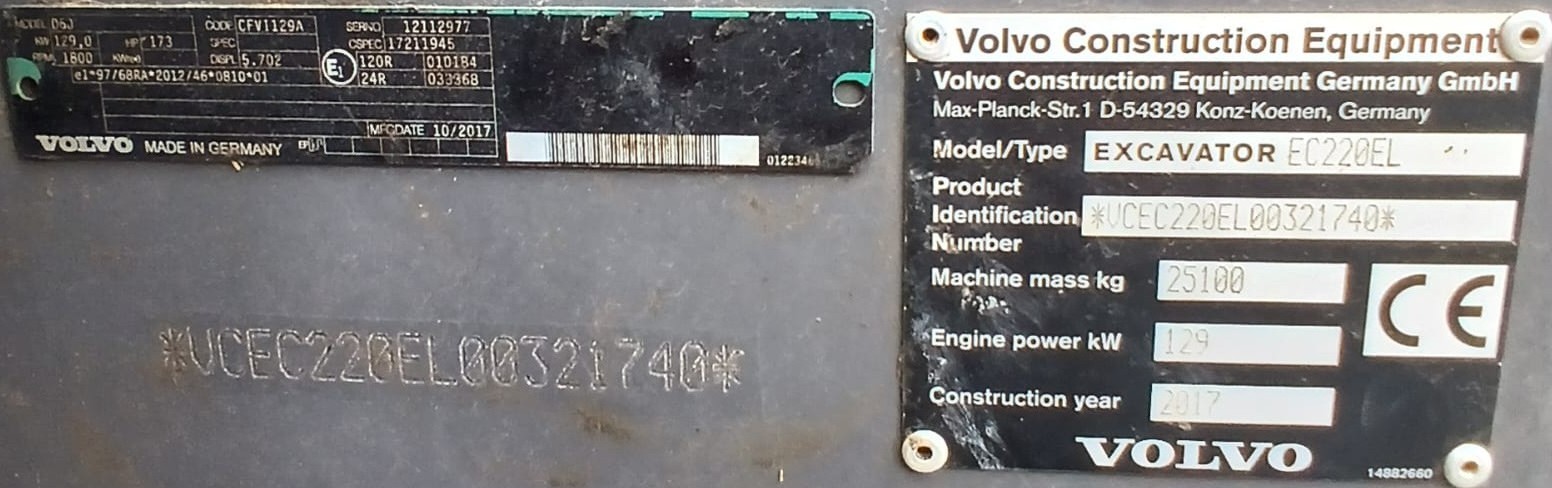 MODEL D6J CODE CFV1129A SERNO 12112977
KW 129,0 HP 173 SPEC CSPEC 17211945
RPM 1800 KW DISPL 5.702 E1 120R 010184
e1*97/68RA*2012/46*0810*01 24R 033368
MFGDATE 10/2017
VOLVO MADE IN GERMANY
*VCEC220EL00321740*
Volvo Construction Equipment
Volvo Construction Equipment Germany GmbH
Max-Planck-Str.1 D-54329 Konz-Koenen, Germany
Model/Type EXCAVATOR EC220EL
Product
Identification *VCEC220EL00321740*
Number
Machine mass kg 25100
CE
Engine power kW 129
Construction year 2017
VOLVO
14882660